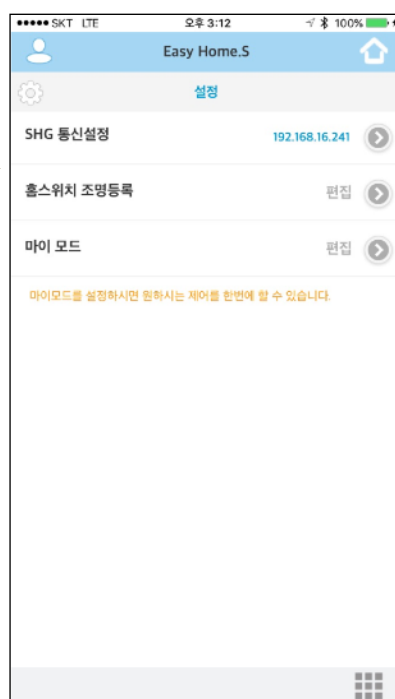 SKT LTE 오후 3:12 100%
Easy Home.S
설정
SHG 통신설정 192.168.16.241
홈스위치 조명등록 편집
마이 모드 편집
마이모드를 설정하시면 원하시는 제어를 한번에 할 수 있습니다.